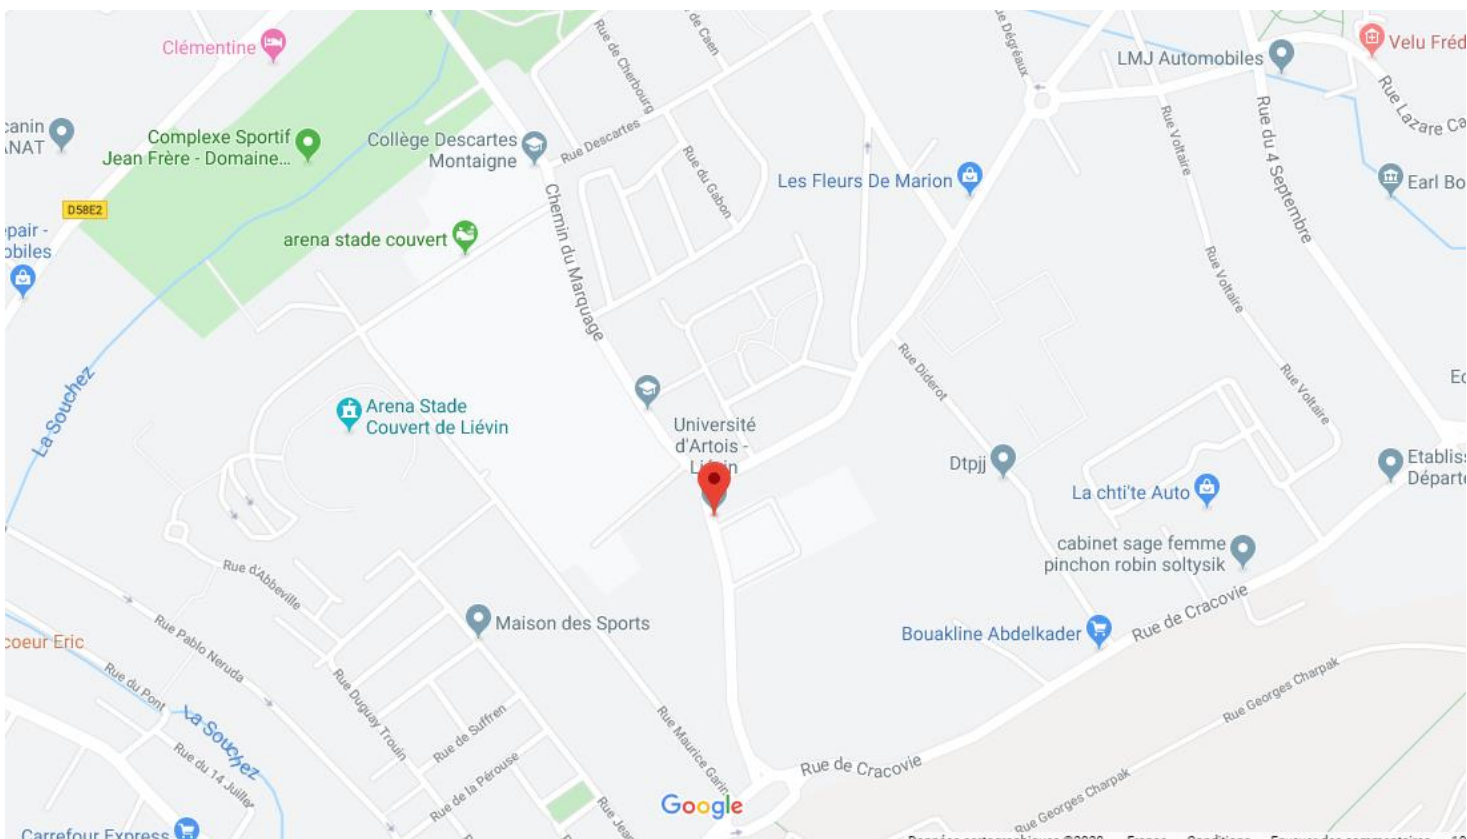 Clémentine
Complexe Sportif
Jean Frère - Domaine...
canin
D58E2
Collège Descartes
Montaigne
Rue de Cherbourg
de Caen
Rue Descartes
Rue du Gabon
Rue Dégréaux
LMJ Automobiles
Velu Fréd
Rue Lazare Ca
Rue du 4 Septembre
Rue Voltaire
Rue Voltaire
Rue Voltaire
Les Fleurs De Marion
Earl Bo
arena stade couvert
Chemin du Marquage
La Souchez
Arena Stade
Couvert de Liévin
Université
d'Artois -
Rue Diderot
Dtpjj
La chti'te Auto
Etablis
Départe
cabinet sage femme
pinchon robin soltysik
Rue d'Abbeville
Rue Pablo Neruda
Maison des Sports
Bouakline Abdelkader
Rue de Cracovie
coeur Eric
Rue du Pont
La Souchez
Rue du 14 Juillet
Rue Duguay Trouin
Rue de Suffren
Rue de la Pérouse
Rue Maurice Garin
Rue de Cracovie
Rue Georges Charpak
Rue Georges Charpak
Google
Carrefour Express